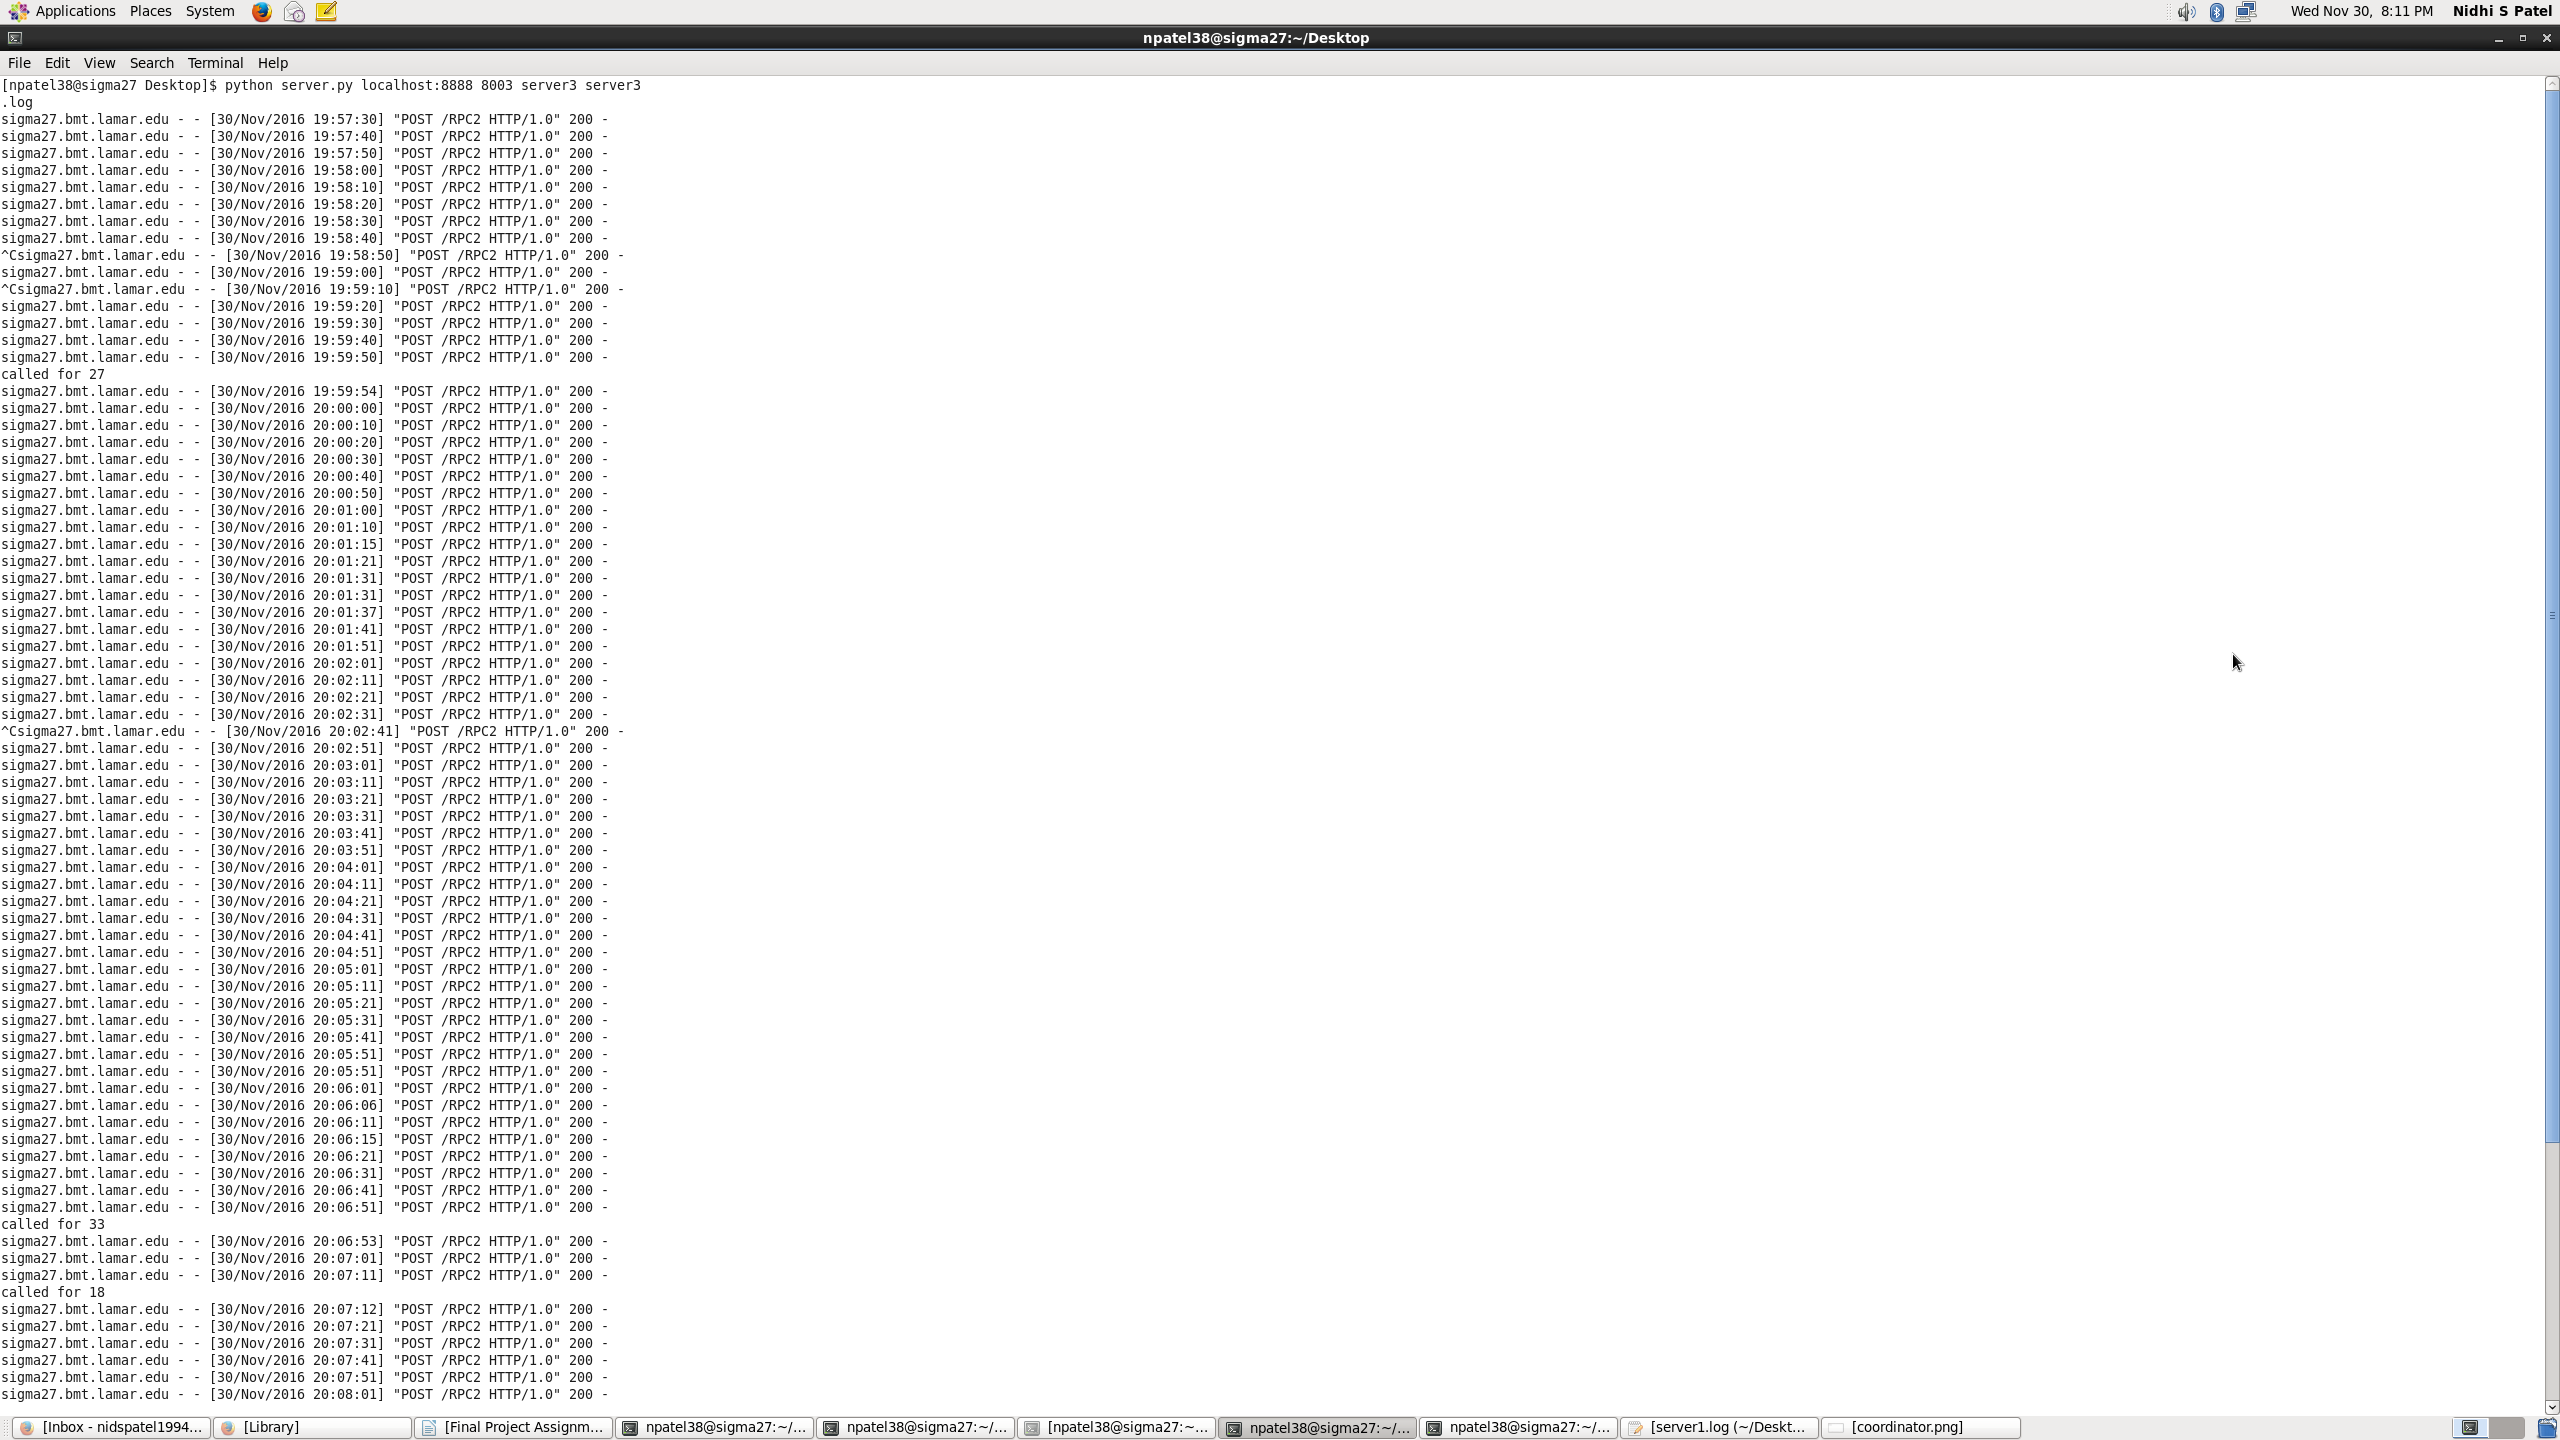 Applications Places System Wed Nov 30, 8:11 PM Nidhi S Patel
npatel38@sigma27:~/Desktop
File Edit View Search Terminal Help
[npatel38@sigma27 Desktop]$ python server.py localhost:8888 8003 server3 server3
.log
sigma27.bmt.lamar.edu - - [30/Nov/2016 19:57:30] "POST /RPC2 HTTP/1.0" 200 -
sigma27.bmt.lamar.edu - - [30/Nov/2016 19:57:40] "POST /RPC2 HTTP/1.0" 200 -
sigma27.bmt.lamar.edu - - [30/Nov/2016 19:57:50] "POST /RPC2 HTTP/1.0" 200 -
sigma27.bmt.lamar.edu - - [30/Nov/2016 19:58:00] "POST /RPC2 HTTP/1.0" 200 -
sigma27.bmt.lamar.edu - - [30/Nov/2016 19:58:10] "POST /RPC2 HTTP/1.0" 200 -
sigma27.bmt.lamar.edu - - [30/Nov/2016 19:58:20] "POST /RPC2 HTTP/1.0" 200 -
sigma27.bmt.lamar.edu - - [30/Nov/2016 19:58:30] "POST /RPC2 HTTP/1.0" 200 -
sigma27.bmt.lamar.edu - - [30/Nov/2016 19:58:40] "POST /RPC2 HTTP/1.0" 200 -
^Csigma27.bmt.lamar.edu - - [30/Nov/2016 19:58:50] "POST /RPC2 HTTP/1.0" 200 -
sigma27.bmt.lamar.edu - - [30/Nov/2016 19:59:00] "POST /RPC2 HTTP/1.0" 200 -
^Csigma27.bmt.lamar.edu - - [30/Nov/2016 19:59:10] "POST /RPC2 HTTP/1.0" 200 -
sigma27.bmt.lamar.edu - - [30/Nov/2016 19:59:20] "POST /RPC2 HTTP/1.0" 200 -
sigma27.bmt.lamar.edu - - [30/Nov/2016 19:59:30] "POST /RPC2 HTTP/1.0" 200 -
sigma27.bmt.lamar.edu - - [30/Nov/2016 19:59:40] "POST /RPC2 HTTP/1.0" 200 -
sigma27.bmt.lamar.edu - - [30/Nov/2016 19:59:50] "POST /RPC2 HTTP/1.0" 200 -
called for 27
sigma27.bmt.lamar.edu - - [30/Nov/2016 19:59:54] "POST /RPC2 HTTP/1.0" 200 -
sigma27.bmt.lamar.edu - - [30/Nov/2016 20:00:00] "POST /RPC2 HTTP/1.0" 200 -
sigma27.bmt.lamar.edu - - [30/Nov/2016 20:00:10] "POST /RPC2 HTTP/1.0" 200 -
sigma27.bmt.lamar.edu - - [30/Nov/2016 20:00:20] "POST /RPC2 HTTP/1.0" 200 -
sigma27.bmt.lamar.edu - - [30/Nov/2016 20:00:30] "POST /RPC2 HTTP/1.0" 200 -
sigma27.bmt.lamar.edu - - [30/Nov/2016 20:00:40] "POST /RPC2 HTTP/1.0" 200 -
sigma27.bmt.lamar.edu - - [30/Nov/2016 20:00:50] "POST /RPC2 HTTP/1.0" 200 -
sigma27.bmt.lamar.edu - - [30/Nov/2016 20:01:00] "POST /RPC2 HTTP/1.0" 200 -
sigma27.bmt.lamar.edu - - [30/Nov/2016 20:01:10] "POST /RPC2 HTTP/1.0" 200 -
sigma27.bmt.lamar.edu - - [30/Nov/2016 20:01:15] "POST /RPC2 HTTP/1.0" 200 -
sigma27.bmt.lamar.edu - - [30/Nov/2016 20:01:21] "POST /RPC2 HTTP/1.0" 200 -
sigma27.bmt.lamar.edu - - [30/Nov/2016 20:01:31] "POST /RPC2 HTTP/1.0" 200 -
sigma27.bmt.lamar.edu - - [30/Nov/2016 20:01:31] "POST /RPC2 HTTP/1.0" 200 -
sigma27.bmt.lamar.edu - - [30/Nov/2016 20:01:37] "POST /RPC2 HTTP/1.0" 200 -
sigma27.bmt.lamar.edu - - [30/Nov/2016 20:01:41] "POST /RPC2 HTTP/1.0" 200 -
sigma27.bmt.lamar.edu - - [30/Nov/2016 20:01:51] "POST /RPC2 HTTP/1.0" 200 -
sigma27.bmt.lamar.edu - - [30/Nov/2016 20:02:01] "POST /RPC2 HTTP/1.0" 200 -
sigma27.bmt.lamar.edu - - [30/Nov/2016 20:02:11] "POST /RPC2 HTTP/1.0" 200 -
sigma27.bmt.lamar.edu - - [30/Nov/2016 20:02:21] "POST /RPC2 HTTP/1.0" 200 -
sigma27.bmt.lamar.edu - - [30/Nov/2016 20:02:31] "POST /RPC2 HTTP/1.0" 200 -
^Csigma27.bmt.lamar.edu - - [30/Nov/2016 20:02:41] "POST /RPC2 HTTP/1.0" 200 -
sigma27.bmt.lamar.edu - - [30/Nov/2016 20:02:51] "POST /RPC2 HTTP/1.0" 200 -
sigma27.bmt.lamar.edu - - [30/Nov/2016 20:03:01] "POST /RPC2 HTTP/1.0" 200 -
sigma27.bmt.lamar.edu - - [30/Nov/2016 20:03:11] "POST /RPC2 HTTP/1.0" 200 -
sigma27.bmt.lamar.edu - - [30/Nov/2016 20:03:21] "POST /RPC2 HTTP/1.0" 200 -
sigma27.bmt.lamar.edu - - [30/Nov/2016 20:03:31] "POST /RPC2 HTTP/1.0" 200 -
sigma27.bmt.lamar.edu - - [30/Nov/2016 20:03:41] "POST /RPC2 HTTP/1.0" 200 -
sigma27.bmt.lamar.edu - - [30/Nov/2016 20:03:51] "POST /RPC2 HTTP/1.0" 200 -
sigma27.bmt.lamar.edu - - [30/Nov/2016 20:04:01] "POST /RPC2 HTTP/1.0" 200 -
sigma27.bmt.lamar.edu - - [30/Nov/2016 20:04:11] "POST /RPC2 HTTP/1.0" 200 -
sigma27.bmt.lamar.edu - - [30/Nov/2016 20:04:21] "POST /RPC2 HTTP/1.0" 200 -
sigma27.bmt.lamar.edu - - [30/Nov/2016 20:04:31] "POST /RPC2 HTTP/1.0" 200 -
sigma27.bmt.lamar.edu - - [30/Nov/2016 20:04:41] "POST /RPC2 HTTP/1.0" 200 -
sigma27.bmt.lamar.edu - - [30/Nov/2016 20:04:51] "POST /RPC2 HTTP/1.0" 200 -
sigma27.bmt.lamar.edu - - [30/Nov/2016 20:05:01] "POST /RPC2 HTTP/1.0" 200 -
sigma27.bmt.lamar.edu - - [30/Nov/2016 20:05:11] "POST /RPC2 HTTP/1.0" 200 -
sigma27.bmt.lamar.edu - - [30/Nov/2016 20:05:21] "POST /RPC2 HTTP/1.0" 200 -
sigma27.bmt.lamar.edu - - [30/Nov/2016 20:05:31] "POST /RPC2 HTTP/1.0" 200 -
sigma27.bmt.lamar.edu - - [30/Nov/2016 20:05:41] "POST /RPC2 HTTP/1.0" 200 -
sigma27.bmt.lamar.edu - - [30/Nov/2016 20:05:51] "POST /RPC2 HTTP/1.0" 200 -
sigma27.bmt.lamar.edu - - [30/Nov/2016 20:05:51] "POST /RPC2 HTTP/1.0" 200 -
sigma27.bmt.lamar.edu - - [30/Nov/2016 20:06:01] "POST /RPC2 HTTP/1.0" 200 -
sigma27.bmt.lamar.edu - - [30/Nov/2016 20:06:06] "POST /RPC2 HTTP/1.0" 200 -
sigma27.bmt.lamar.edu - - [30/Nov/2016 20:06:11] "POST /RPC2 HTTP/1.0" 200 -
sigma27.bmt.lamar.edu - - [30/Nov/2016 20:06:15] "POST /RPC2 HTTP/1.0" 200 -
sigma27.bmt.lamar.edu - - [30/Nov/2016 20:06:21] "POST /RPC2 HTTP/1.0" 200 -
sigma27.bmt.lamar.edu - - [30/Nov/2016 20:06:31] "POST /RPC2 HTTP/1.0" 200 -
sigma27.bmt.lamar.edu - - [30/Nov/2016 20:06:41] "POST /RPC2 HTTP/1.0" 200 -
sigma27.bmt.lamar.edu - - [30/Nov/2016 20:06:51] "POST /RPC2 HTTP/1.0" 200 -
called for 33
sigma27.bmt.lamar.edu - - [30/Nov/2016 20:06:53] "POST /RPC2 HTTP/1.0" 200 -
sigma27.bmt.lamar.edu - - [30/Nov/2016 20:07:01] "POST /RPC2 HTTP/1.0" 200 -
sigma27.bmt.lamar.edu - - [30/Nov/2016 20:07:11] "POST /RPC2 HTTP/1.0" 200 -
called for 18
sigma27.bmt.lamar.edu - - [30/Nov/2016 20:07:12] "POST /RPC2 HTTP/1.0" 200 -
sigma27.bmt.lamar.edu - - [30/Nov/2016 20:07:21] "POST /RPC2 HTTP/1.0" 200 -
sigma27.bmt.lamar.edu - - [30/Nov/2016 20:07:31] "POST /RPC2 HTTP/1.0" 200 -
sigma27.bmt.lamar.edu - - [30/Nov/2016 20:07:41] "POST /RPC2 HTTP/1.0" 200 -
sigma27.bmt.lamar.edu - - [30/Nov/2016 20:07:51] "POST /RPC2 HTTP/1.0" 200 -
sigma27.bmt.lamar.edu - - [30/Nov/2016 20:08:01] "POST /RPC2 HTTP/1.0" 200 -
[Inbox - nidspatel1994... [Library] [Final Project Assignm... npatel38@sigma27:~/... npatel38@sigma27:~/... [npatel38@sigma27:~... npatel38@sigma27:~/... npatel38@sigma27:~/... [server1.log (~/Deskt... [coordinator.png]